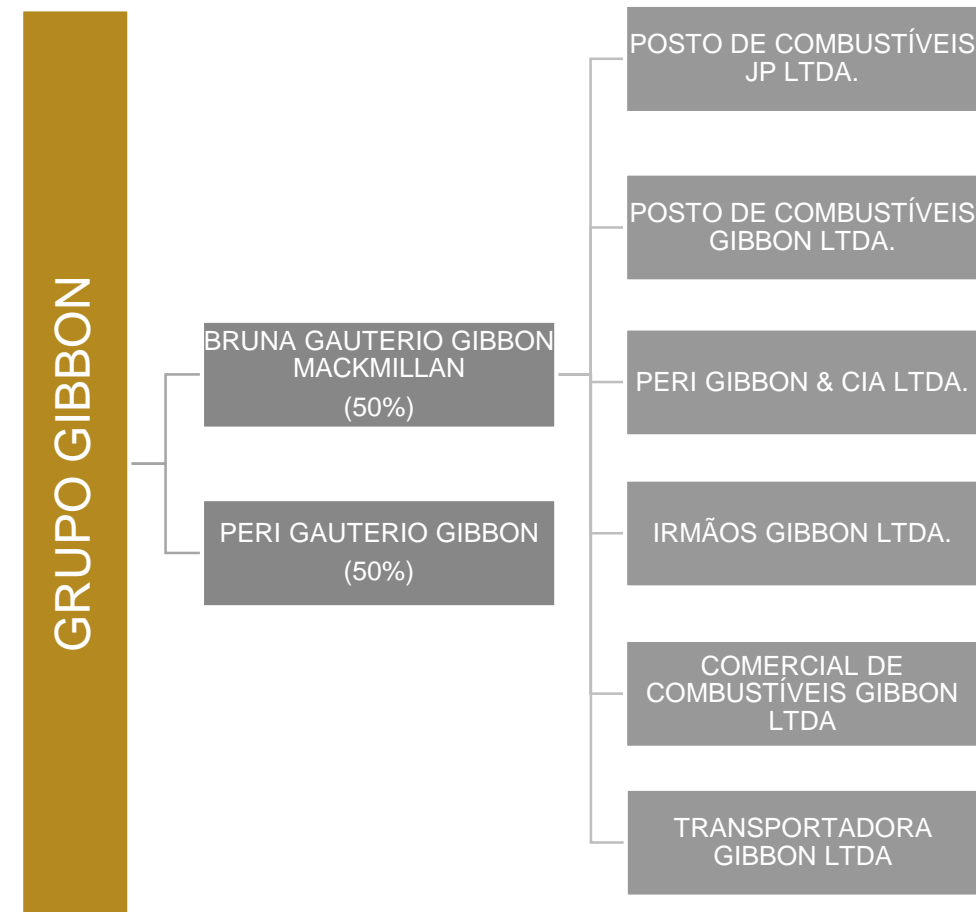 GRUPO GIBBON
BRUNA GAUTERIO GIBBON
MACKMILLAN
(50%)
PERI GAUTERIO GIBBON
(50%)
POSTO DE COMBUSTÍVEIS
JP LTDA.
POSTO DE COMBUSTÍVEIS
GIBBON LTDA.
PERI GIBBON & CIA LTDA.
IRMÃOS GIBBON LTDA.
COMERCIAL DE
COMBUSTÍVEIS GIBBON
LTDA
TRANSPORTADORA
GIBBON LTDA